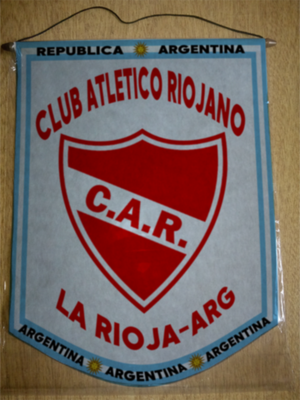 REPUBLICA ARGENTINA
CLUB ATLETICO RIOJANO
C.A.R.
LA RIOJA-ARG
ARGENTINA ARGENTINA ARGENTINA